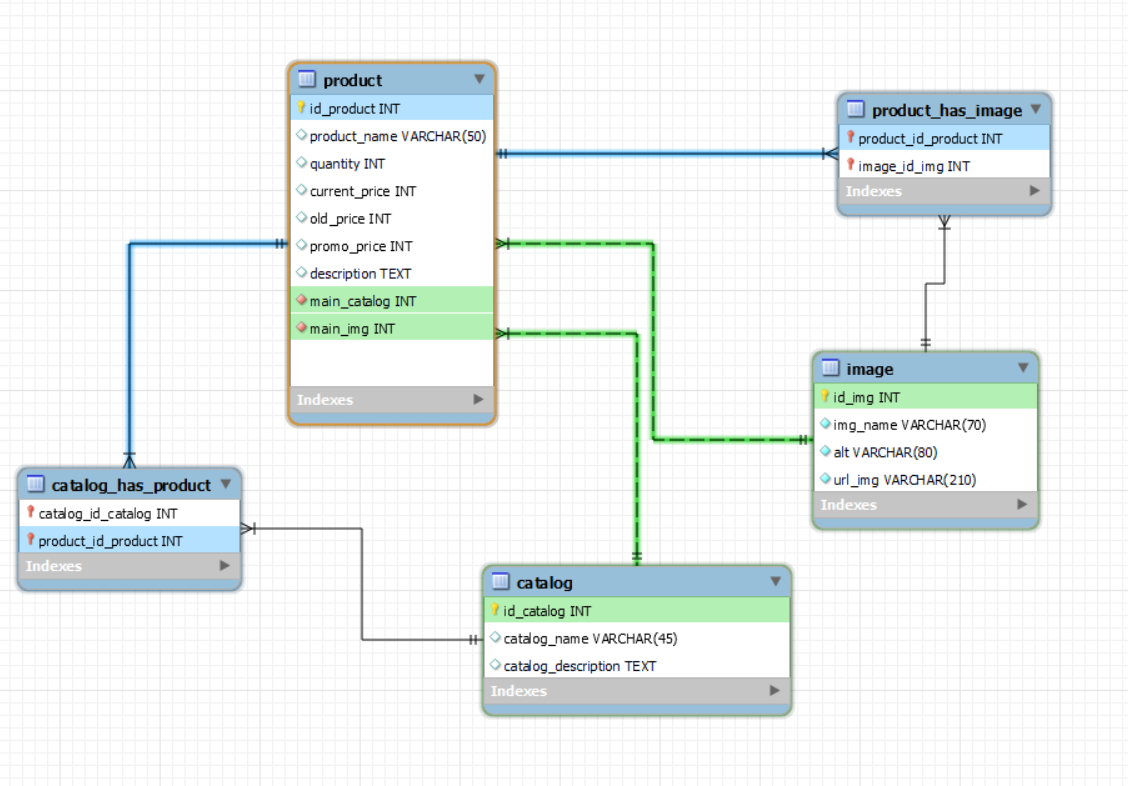 product
id_product INT
product_name VARCHAR(50)
quantity INT
current_price INT
old_price INT
promo_price INT
description TEXT
main_catalog INT
main_img INT
Indexes
product_has_image
product_id_product INT
image_id_img INT
Indexes
image
id_img INT
img_name VARCHAR(70)
alt VARCHAR(80)
url_img VARCHAR(210)
Indexes
catalog_has_product
catalog_id_catalog INT
product_id_product INT
Indexes
catalog
id_catalog INT
catalog_name VARCHAR(45)
catalog_description TEXT
Indexes